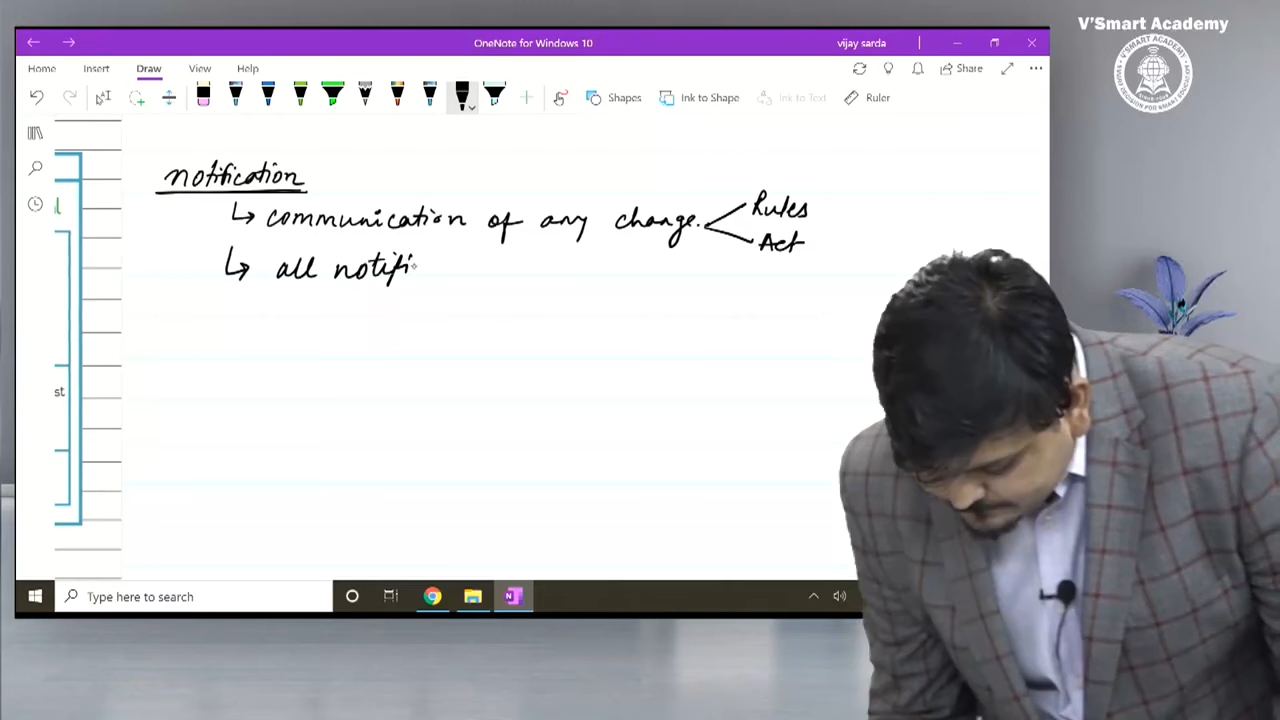 V'Smart Academy
OneNote for Windows 10
vijay sarda
Home Insert Draw View Help
Share
Shapes Ink to Shape Ink to Text Ruler
notification
↳ communication of any change. Rules
Act
↳ all notifi
st
Type here to search